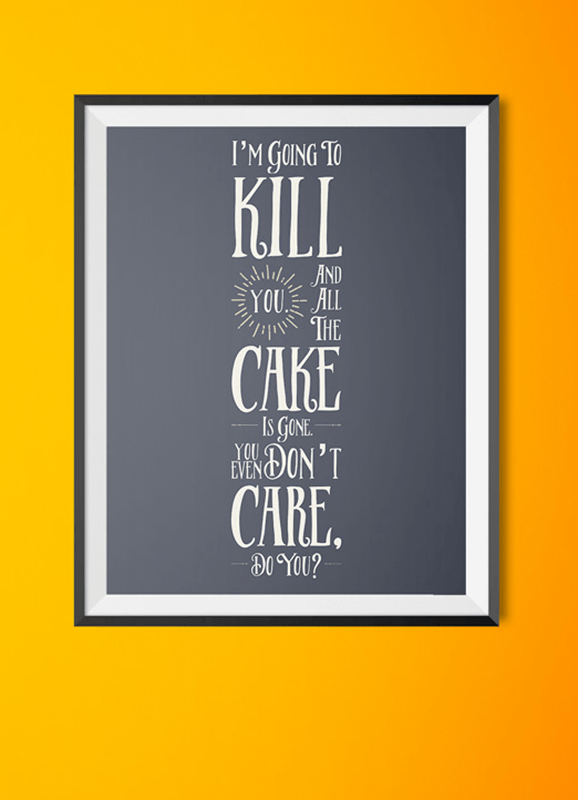 I'm Going To
KILL
YOU. And
All
The
CAKE
Is Gone.
YOU
EVEN Don't
CARE,
Do You?